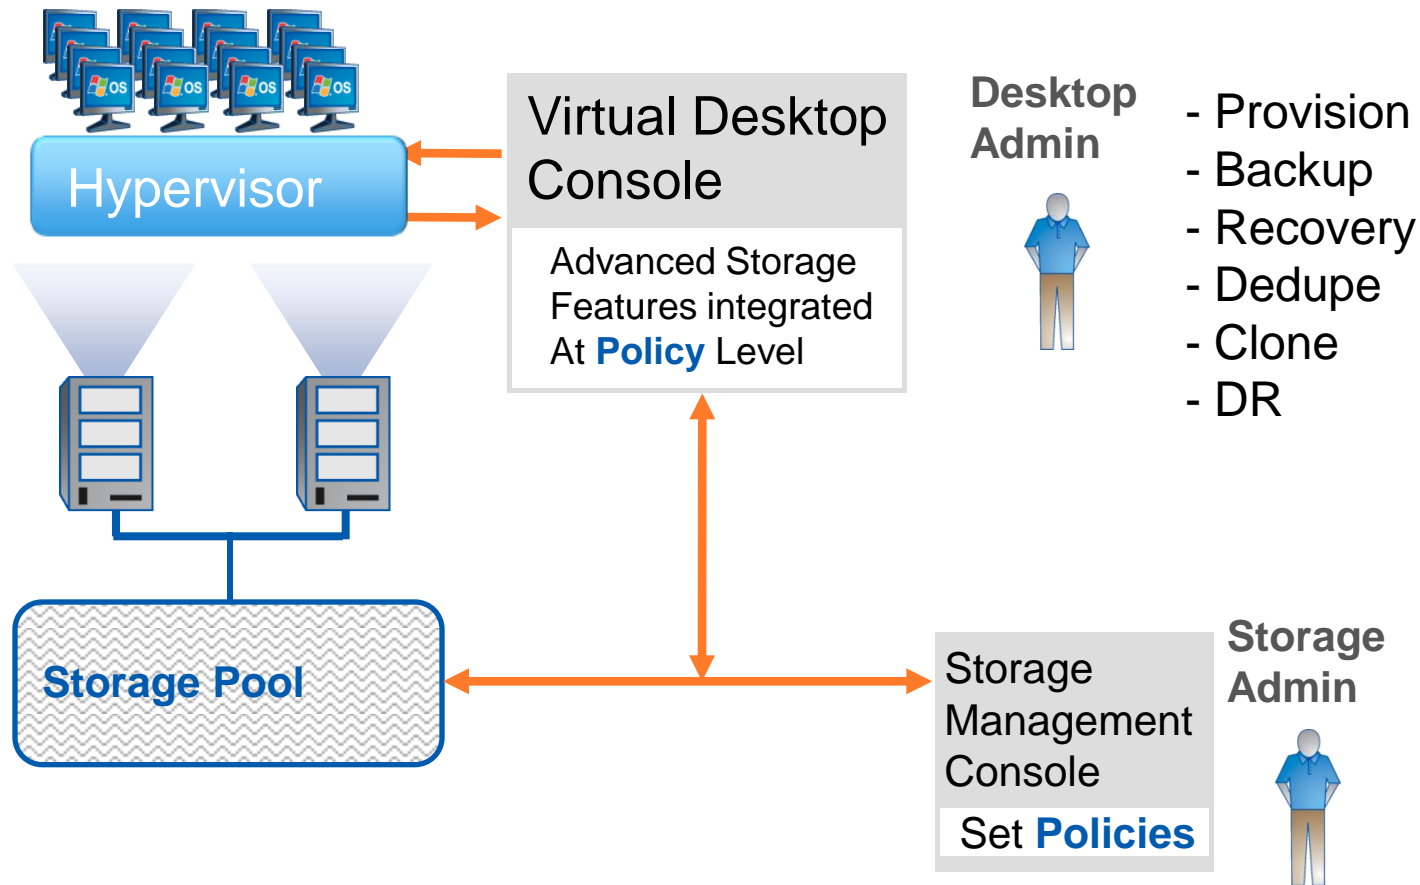 OS OS OS OS
Hypervisor
Virtual Desktop
Console
Advanced Storage
Features integrated
At Policy Level
Desktop
Admin
- Provision
- Backup
- Recovery
- Dedupe
- Clone
- DR
Storage Pool
Storage
Management
Console
Set Policies
Storage
Admin